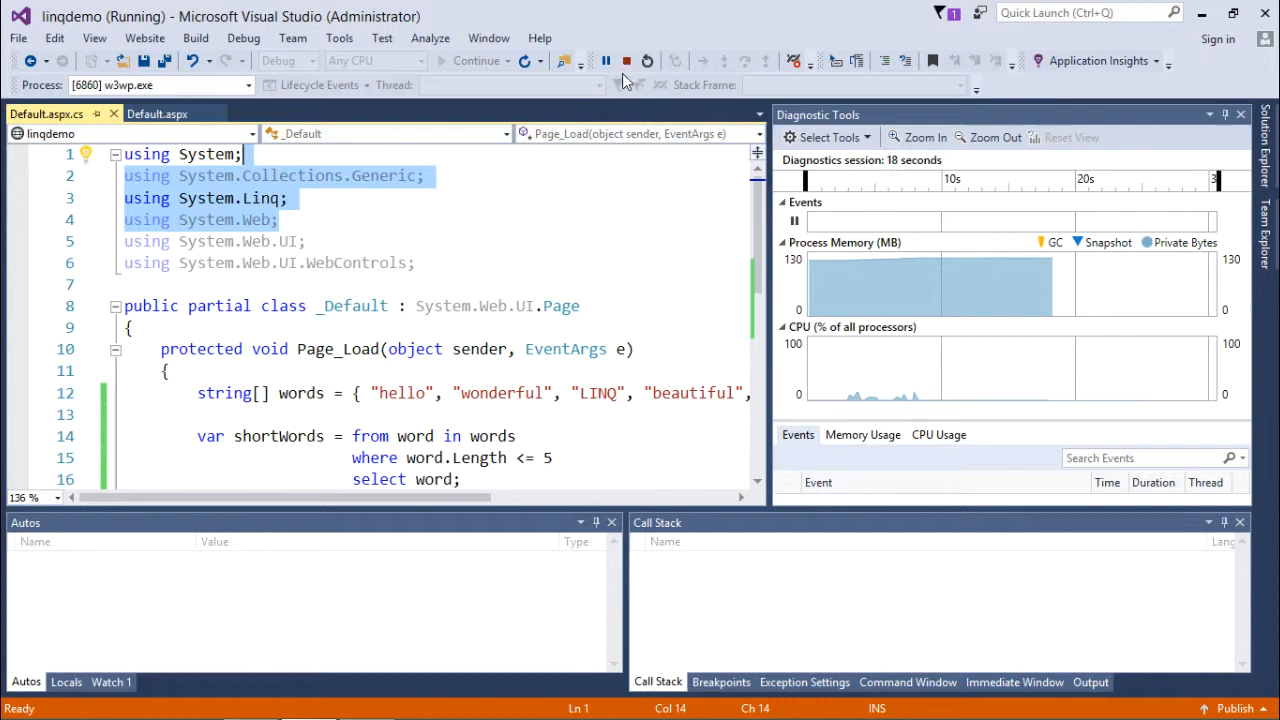 linqdemo (Running) - Microsoft Visual Studio (Administrator)
1
Quick Launch (Ctrl+Q)
File Edit View Website Build Debug Team Tools Test Analyze Window Help
Sign in
Debug Any CPU Continue Application Insights
Process: [6860] w3wp.exe Lifecycle Events Thread: Stack Frame:
Default.aspx.cs Default.aspx
linqdemo _Default Page_Load(object sender, EventArgs e)
1 using System;
2 using System.Collections.Generic;
3 using System.Linq;
4 using System.Web;
5 using System.Web.UI;
6 using System.Web.UI.WebControls;
7
8 public partial class _Default : System.Web.UI.Page
9 {
10 protected void Page_Load(object sender, EventArgs e)
11 {
12 string[] words = { "hello", "wonderful", "LINQ", "beautiful",
13
14 var shortWords = from word in words
15 where word.Length <= 5
16 select word;
136 %
Diagnostic Tools
Select Tools Zoom In Zoom Out Reset View
Diagnostics session: 18 seconds
10s 20s 3
Events
Process Memory (MB) GC Snapshot Private Bytes
130 130
0 0
CPU (% of all processors)
100 100
0 0
Events Memory Usage CPU Usage
Search Events
Event Time Duration Thread
Autos
Name Value Type
Autos Locals Watch 1
Call Stack
Name Lang
Call Stack Breakpoints Exception Settings Command Window Immediate Window Output
Solution Explorer
Team Explorer
Ready Ln 1 Col 14 Ch 14 INS Publish